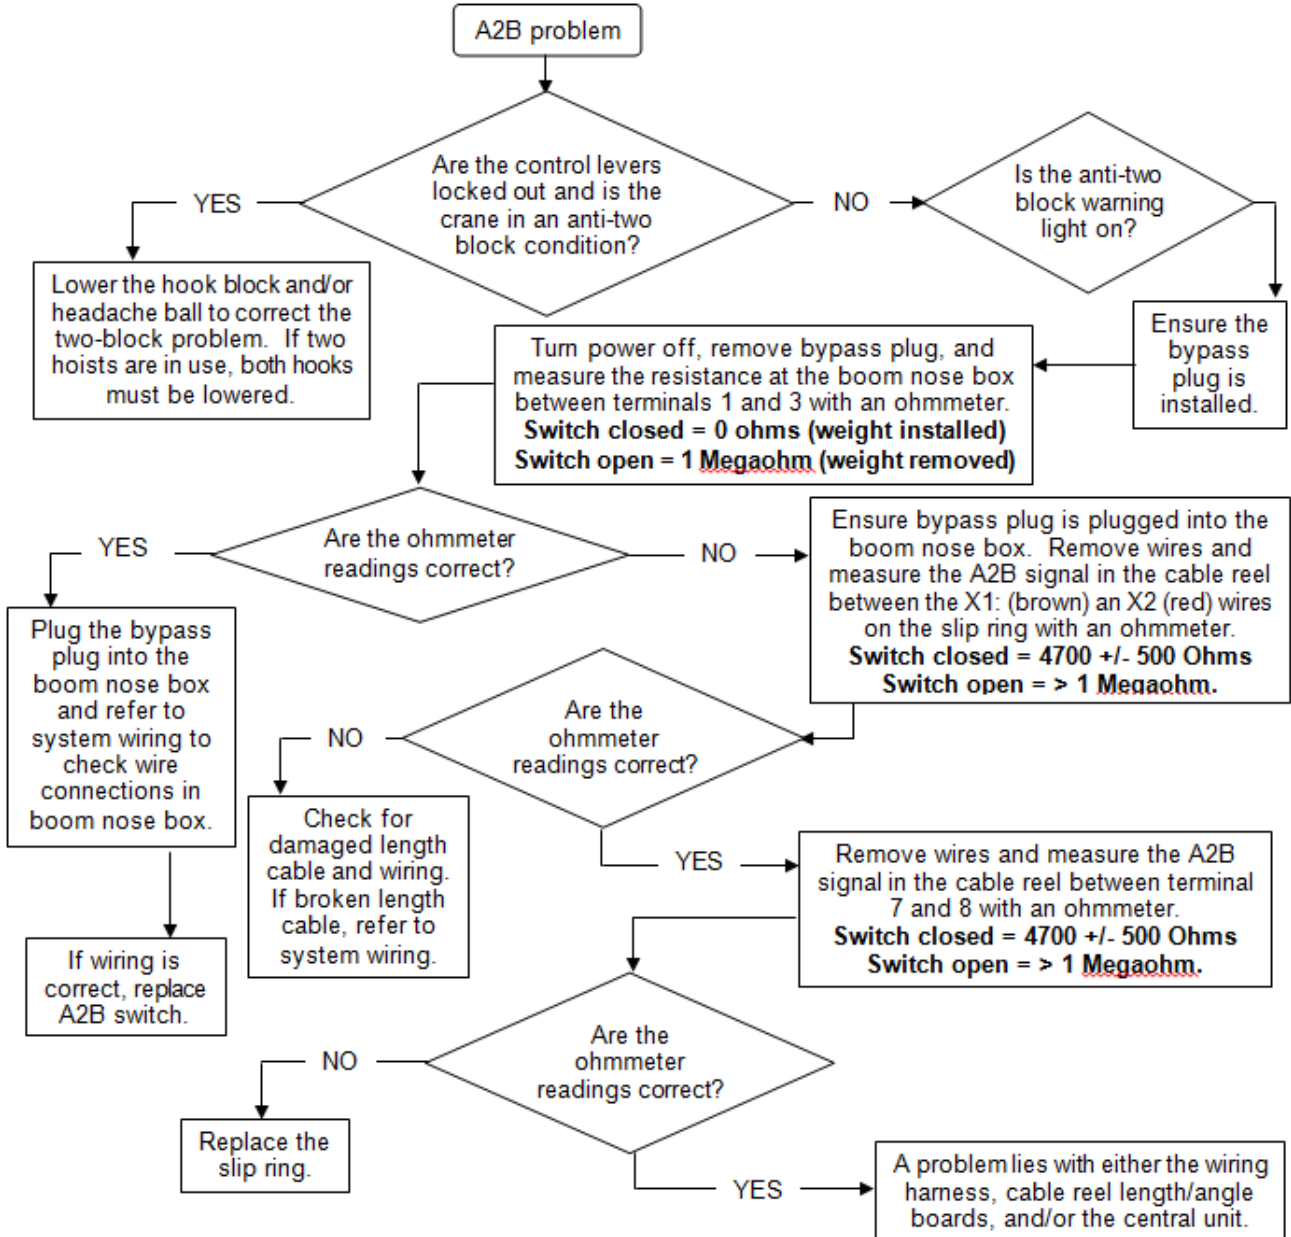 A2B problem
Are the control levers
locked out and is the
crane in an anti-two
block condition?
YES
NO
Is the anti-two
block warning
light on?
Lower the hook block and/or
headache ball to correct the
two-block problem. If two
hoists are in use, both hooks
must be lowered.
Ensure the
bypass
plug is
installed.
Turn power off, remove bypass plug, and
measure the resistance at the boom nose box
between terminals 1 and 3 with an ohmmeter.
Switch closed = 0 ohms (weight installed)
Switch open = 1 Megaohm (weight removed)
Are the ohmmeter
readings correct?
YES
NO
Ensure bypass plug is plugged into the
boom nose box. Remove wires and
measure the A2B signal in the cable reel
between the X1: (brown) an X2 (red) wires
on the slip ring with an ohmmeter.
Switch closed = 4700 +/- 500 Ohms
Switch open = > 1 Megaohm.
Plug the bypass
plug into the
boom nose box
and refer to
system wiring to
check wire
connections in
boom nose box.
If wiring is
correct, replace
A2B switch.
Are the
ohmmeter
readings correct?
NO
YES
Check for
damaged length
cable and wiring.
If broken length
cable, refer to
system wiring.
Remove wires and measure the A2B
signal in the cable reel between terminal
7 and 8 with an ohmmeter.
Switch closed = 4700 +/- 500 Ohms
Switch open = > 1 Megaohm.
Are the
ohmmeter
readings correct?
NO
YES
Replace the
slip ring.
A problem lies with either the wiring
harness, cable reel length/angle
boards, and/or the central unit.